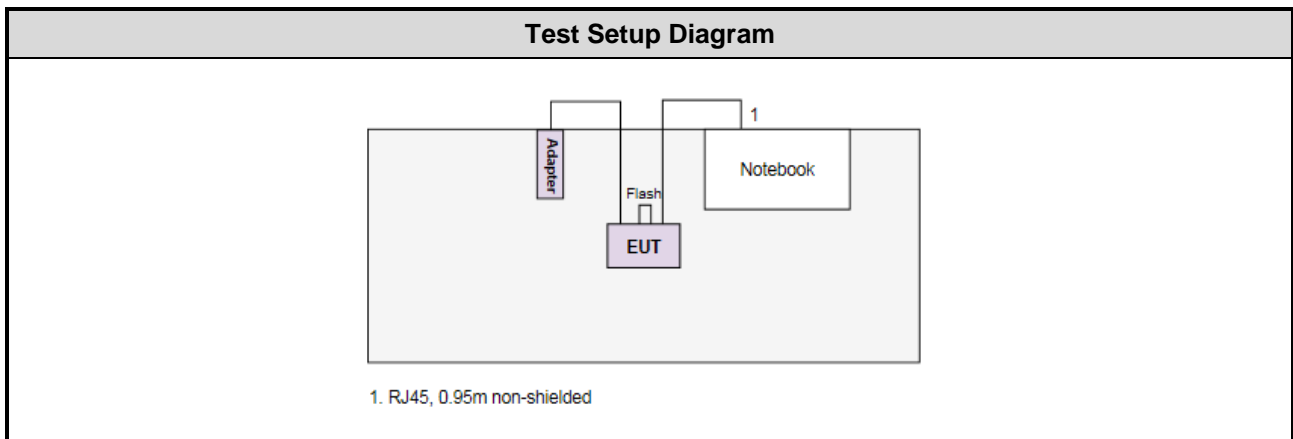 Test Setup Diagram
1
Adapter
Notebook
Flash
EUT
1. RJ45, 0.95m non-shielded